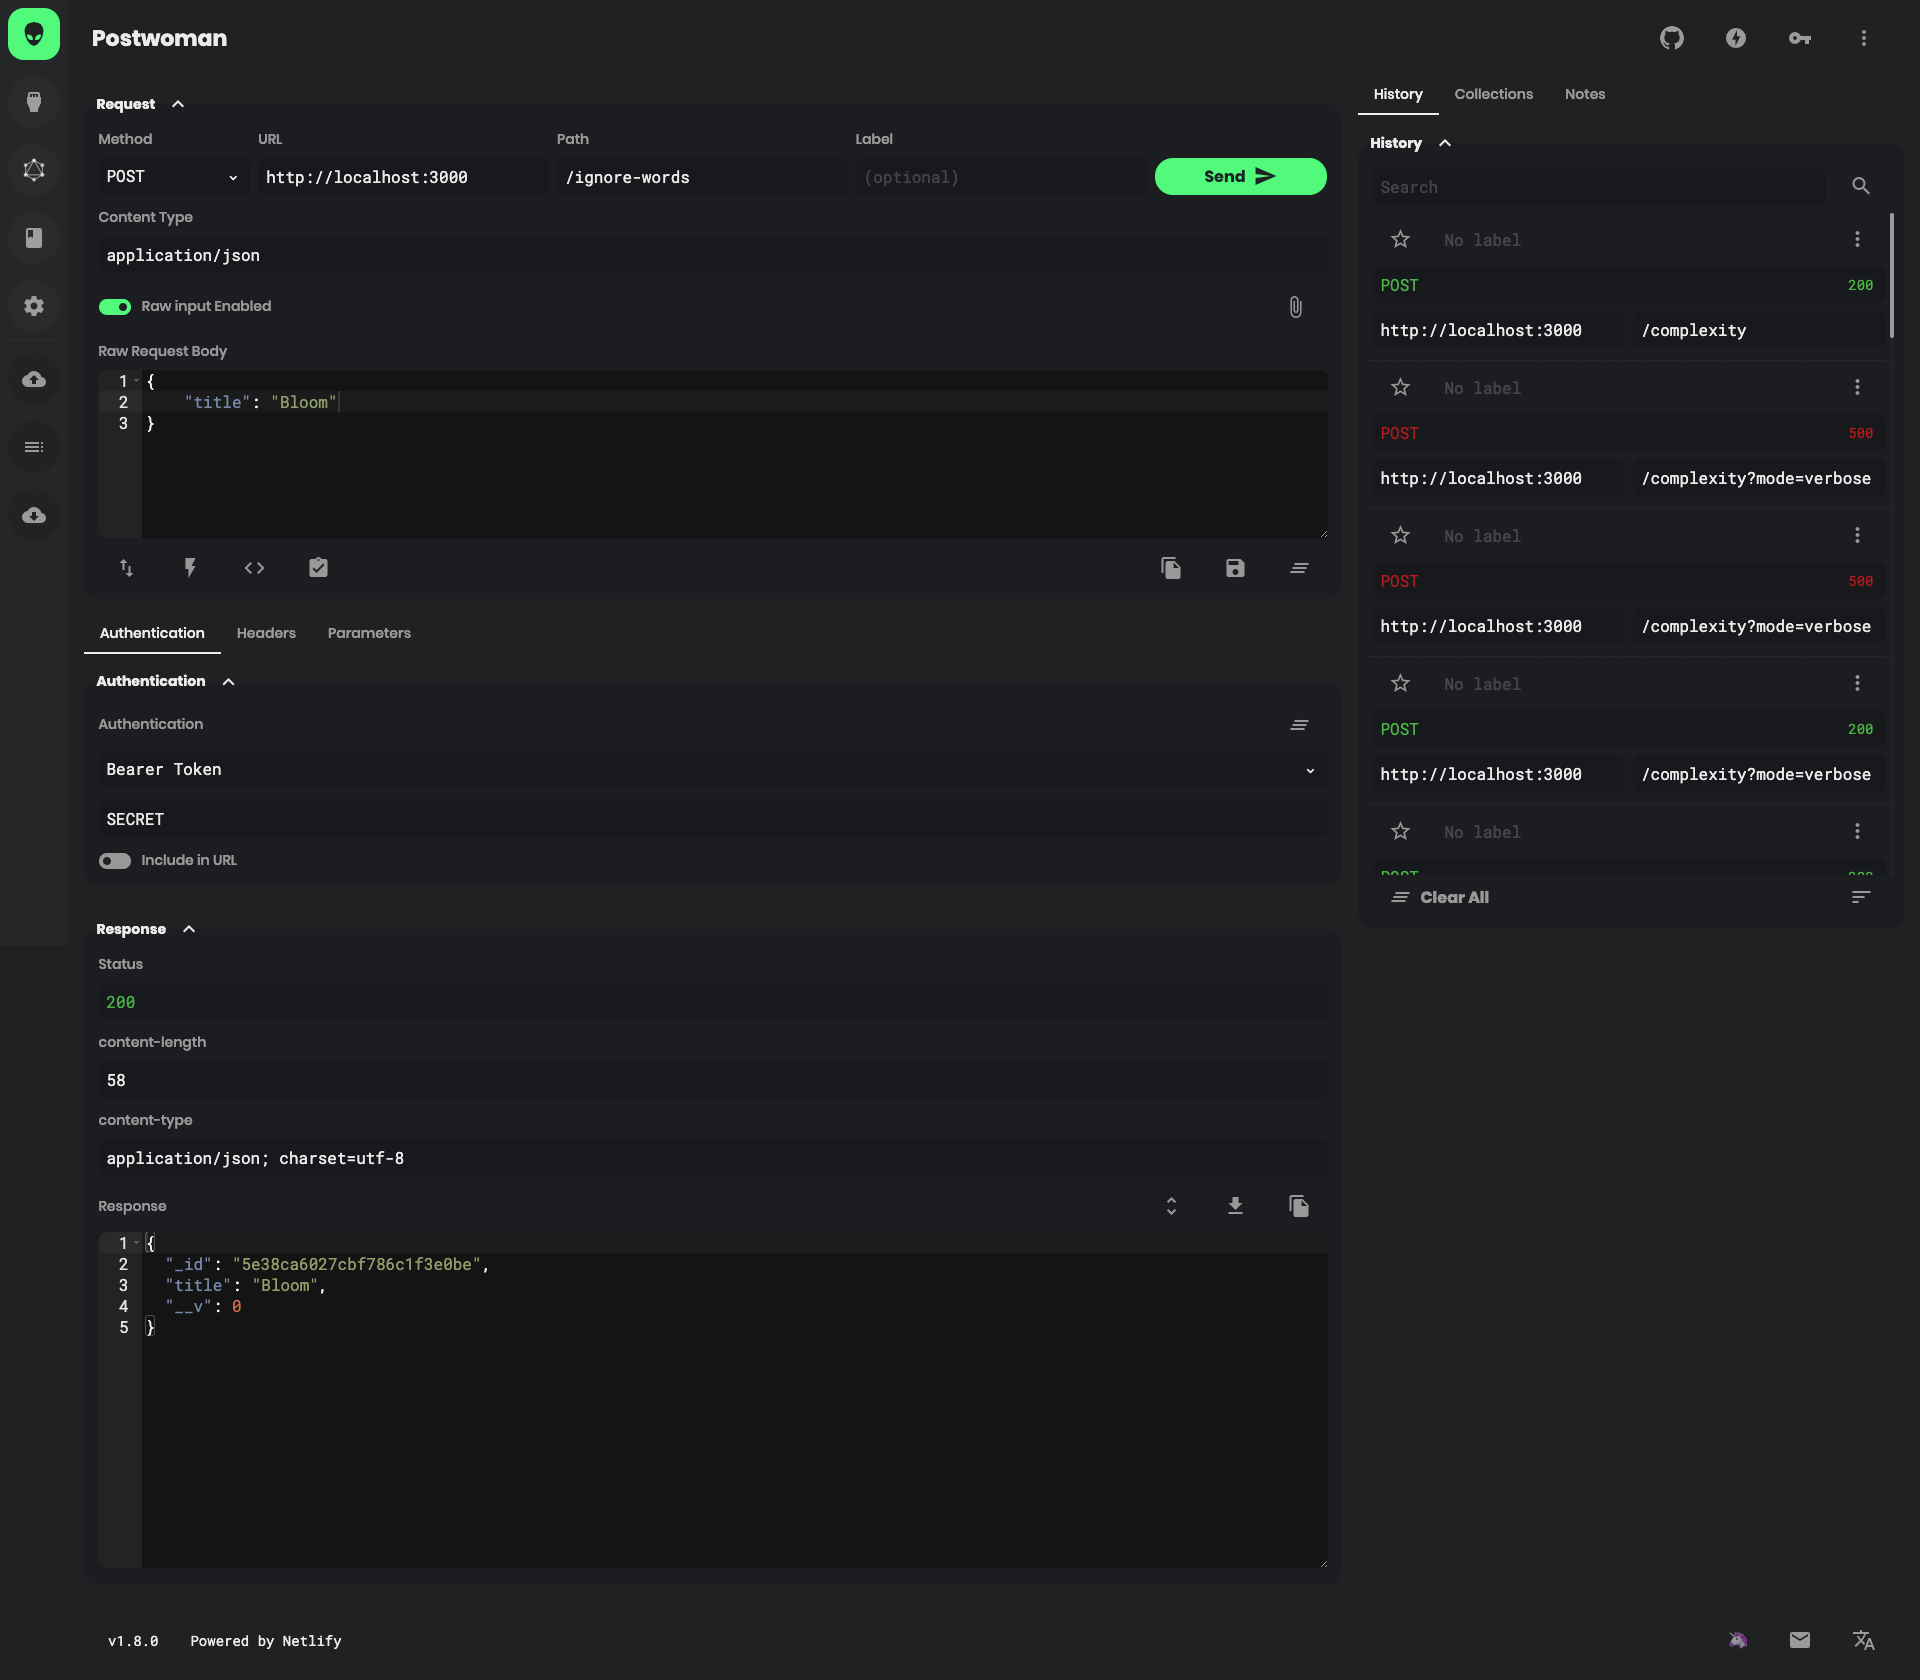 Postwoman
Request
Method URL Path Label
POST http://localhost:3000 /ignore-words (optional) Send
Content Type
application/json
Raw input Enabled
Raw Request Body
1 {
2 "title": "Bloom"
3 }
Authentication Headers Parameters
Authentication
Authentication
Bearer Token
SECRET
Include in URL
Response
Status
200
content-length
58
content-type
application/json; charset=utf-8
Response
1 {
2 "_id": "5e38ca6027cbf786c1f3e0be",
3 "title": "Bloom",
4 "__v": 0
5 }
History Collections Notes
History
Search
No label
POST 200
http://localhost:3000 /complexity
No label
POST 500
http://localhost:3000 /complexity?mode=verbose
No label
POST 500
http://localhost:3000 /complexity?mode=verbose
No label
POST 200
http://localhost:3000 /complexity?mode=verbose
No label
POST 200
Clear All
v1.8.0 Powered by Netlify